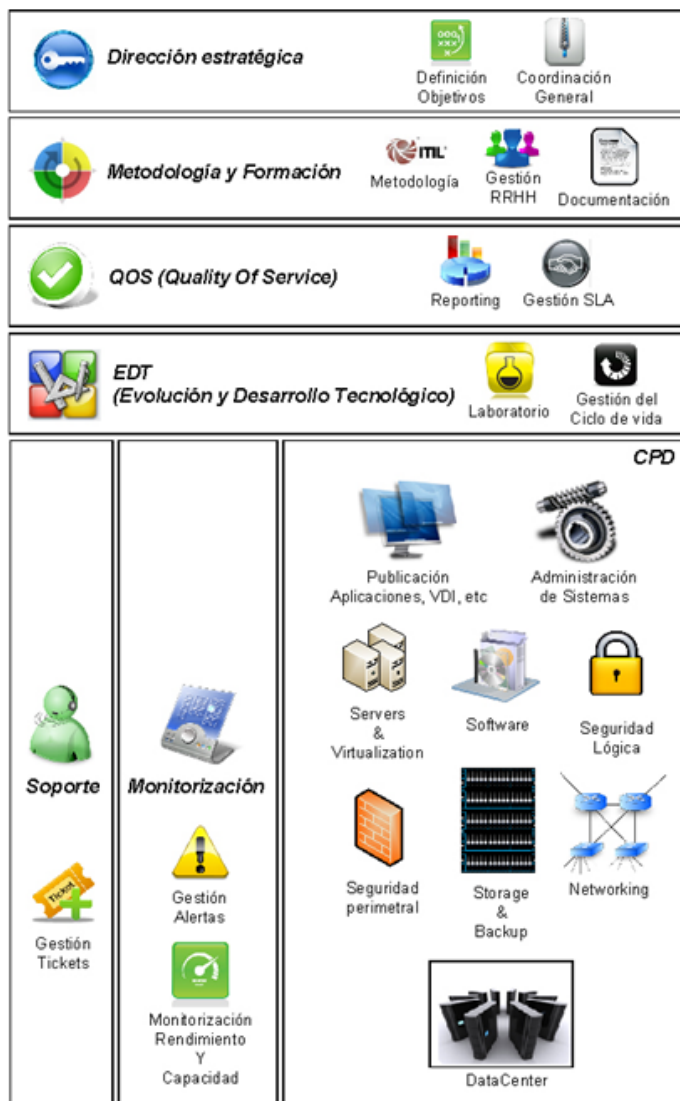 Dirección estratégica
Definición
Objetivos
Coordinación
General
Metodología y Formación
ITIL®
Metodología
Gestión
RRHH
Documentación
QOS (Quality Of Service)
Reporting
Gestión SLA
EDT
(Evolución y Desarrollo Tecnológico)
Laboratorio
Gestión del
Ciclo de vida
Soporte
Ticket
Gestión
Tickets
Monitorización
Gestión
Alertas
Monitorización
Rendimiento
Y
Capacidad
CPD
Publicación
Aplicaciones, VDI, etc
Administración
de Sistemas
Servers
&
Virtualization
Software
Seguridad
Lógica
Seguridad
perimetral
Storage
&
Backup
Networking
DataCenter